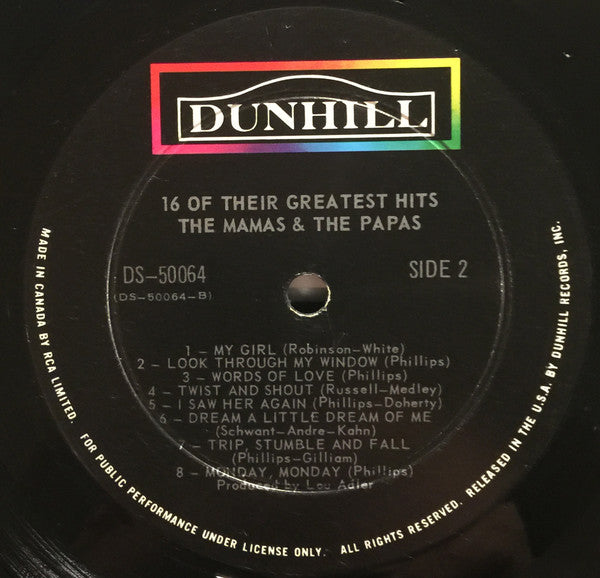 DUNHILL
16 OF THEIR GREATEST HITS
THE MAMAS & THE PAPAS
DS-50064
(DS-50064-B)
SIDE 2
1 - MY GIRL (Robinson-White)
2 - LOOK THROUGH MY WINDOW (Phillips)
3 - WORDS OF LOVE (Phillips)
4 - TWIST AND SHOUT (Russell-Medley)
5 - I SAW HER AGAIN (Phillips-Doherty)
6 - DREAM A LITTLE DREAM OF ME
(Schwant-Andre-Kahn)
7 - TRIP, STUMBLE AND FALL
(Phillips-Gilliam)
8 - MONDAY, MONDAY (Phillips)
Produced by Lou Adler
MADE IN CANADA BY RCA LIMITED. FOR PUBLIC PERFORMANCE UNDER LICENSE ONLY. ALL RIGHTS RESERVED. RELEASED IN THE U.S.A. BY DUNHILL RECORDS, INC.